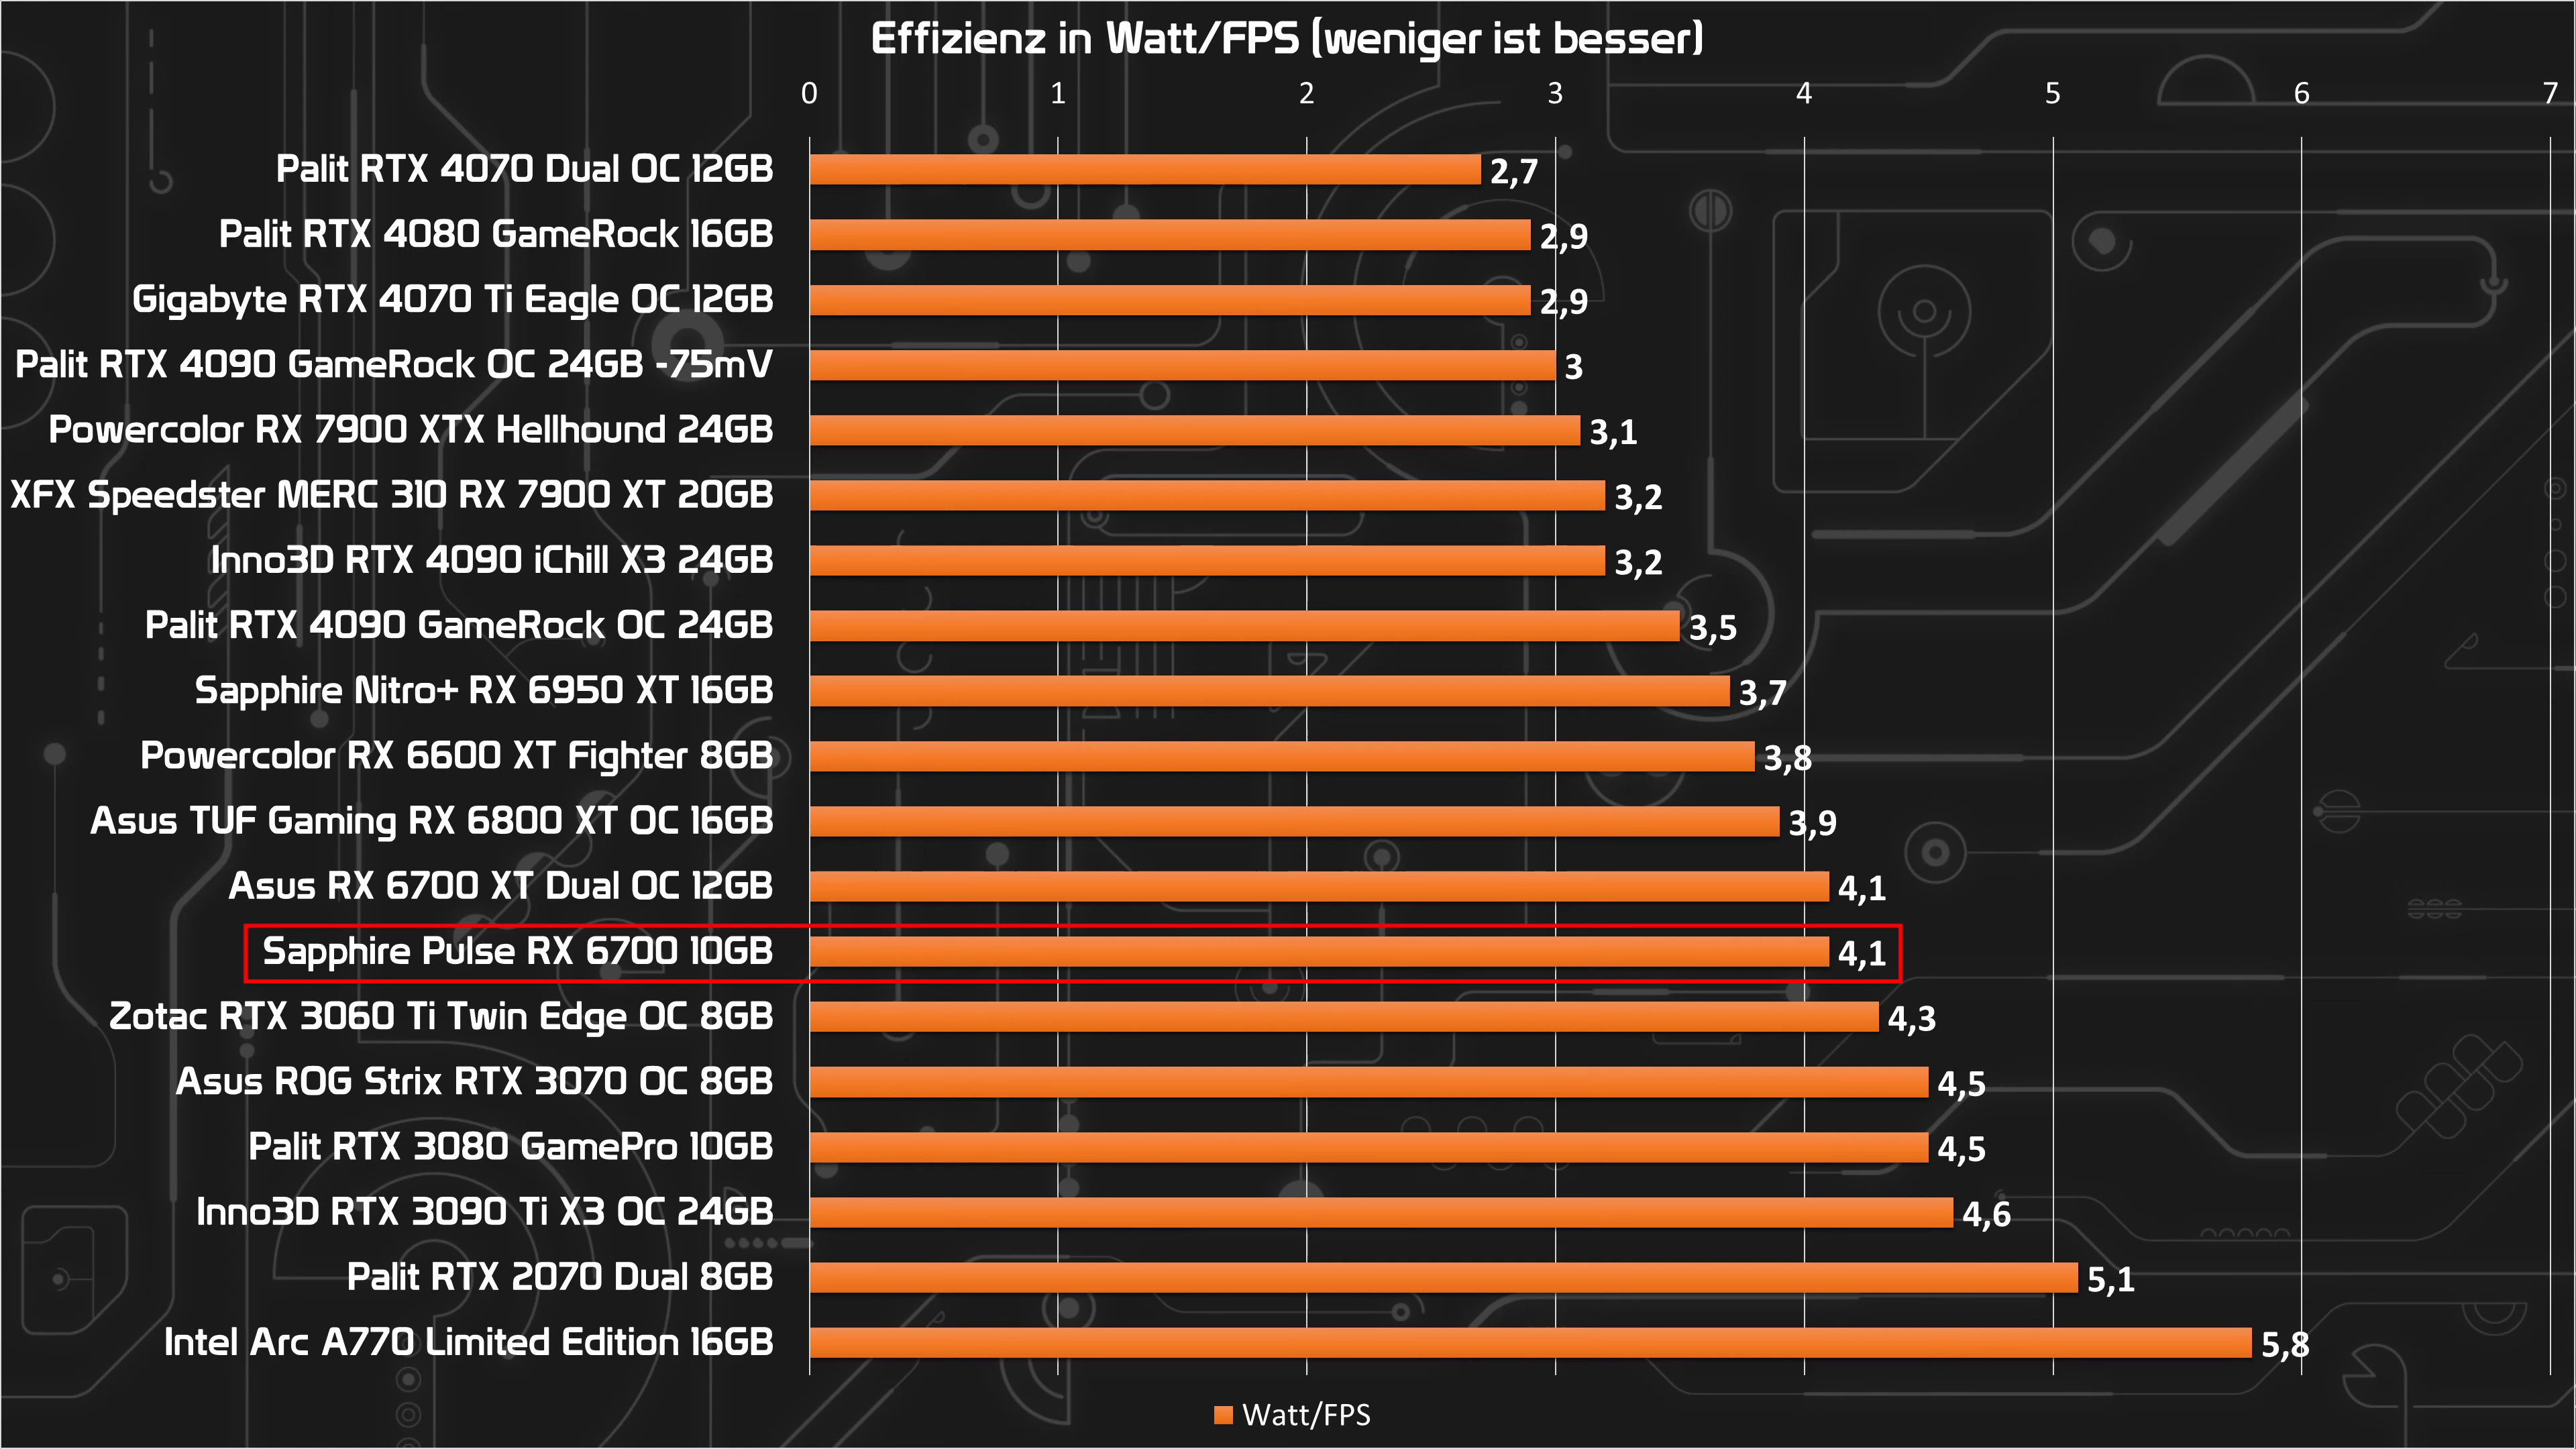 Effizienz in Watt/FPS (weniger ist besser)
0 1 2 3 4 5 6 7
Palit RTX 4070 Dual OC 12GB 2,7
Palit RTX 4080 GameRock 16GB 2,9
Gigabyte RTX 4070 Ti Eagle OC 12GB 2,9
Palit RTX 4090 GameRock OC 24GB -75mV 3
Powercolor RX 7900 XTX Hellhound 24GB 3,1
XFX Speedster MERC 310 RX 7900 XT 20GB 3,2
Inno3D RTX 4090 iChill X3 24GB 3,2
Palit RTX 4090 GameRock OC 24GB 3,5
Sapphire Nitro+ RX 6950 XT 16GB 3,7
Powercolor RX 6600 XT Fighter 8GB 3,8
Asus TUF Gaming RX 6800 XT OC 16GB 3,9
Asus RX 6700 XT Dual OC 12GB 4,1
Sapphire Pulse RX 6700 10GB 4,1
Zotac RTX 3060 Ti Twin Edge OC 8GB 4,3
Asus ROG Strix RTX 3070 OC 8GB 4,5
Palit RTX 3080 GamePro 10GB 4,5
Inno3D RTX 3090 Ti X3 OC 24GB 4,6
Palit RTX 2070 Dual 8GB 5,1
Intel Arc A770 Limited Edition 16GB 5,8
Watt/FPS